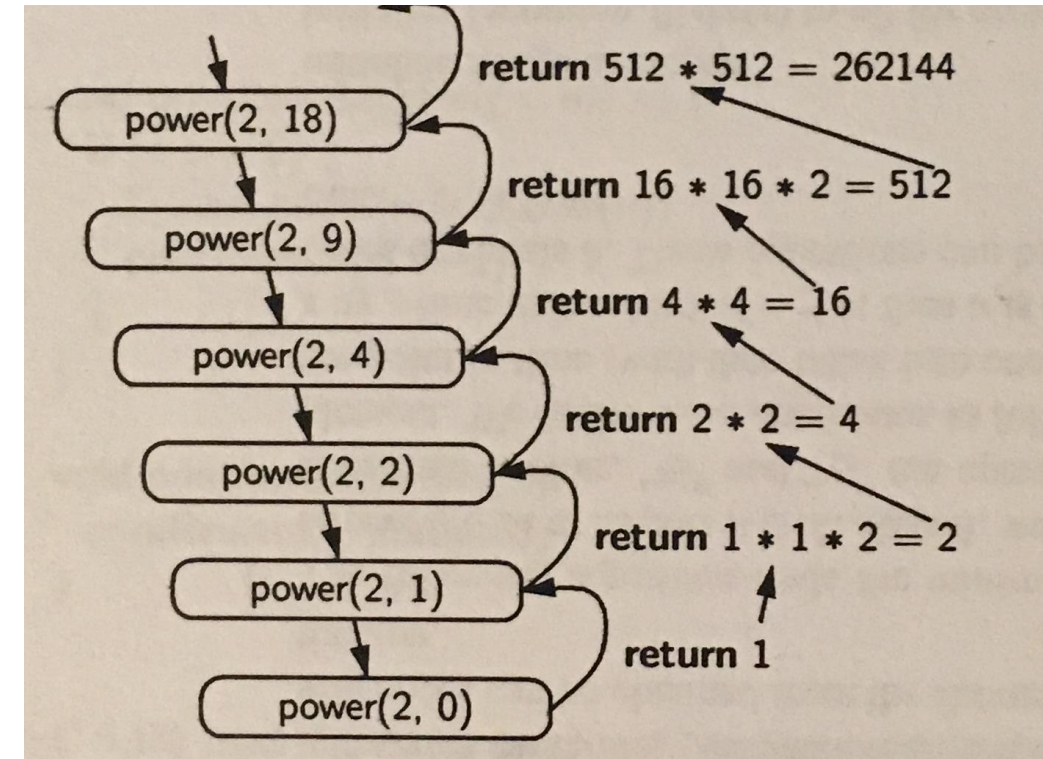 return 512 * 512 = 262144
power(2, 18)
return 16 * 16 * 2 = 512
power(2, 9)
return 4 * 4 = 16
power(2, 4)
return 2 * 2 = 4
power(2, 2)
return 1 * 1 * 2 = 2
power(2, 1)
return 1
power(2, 0)